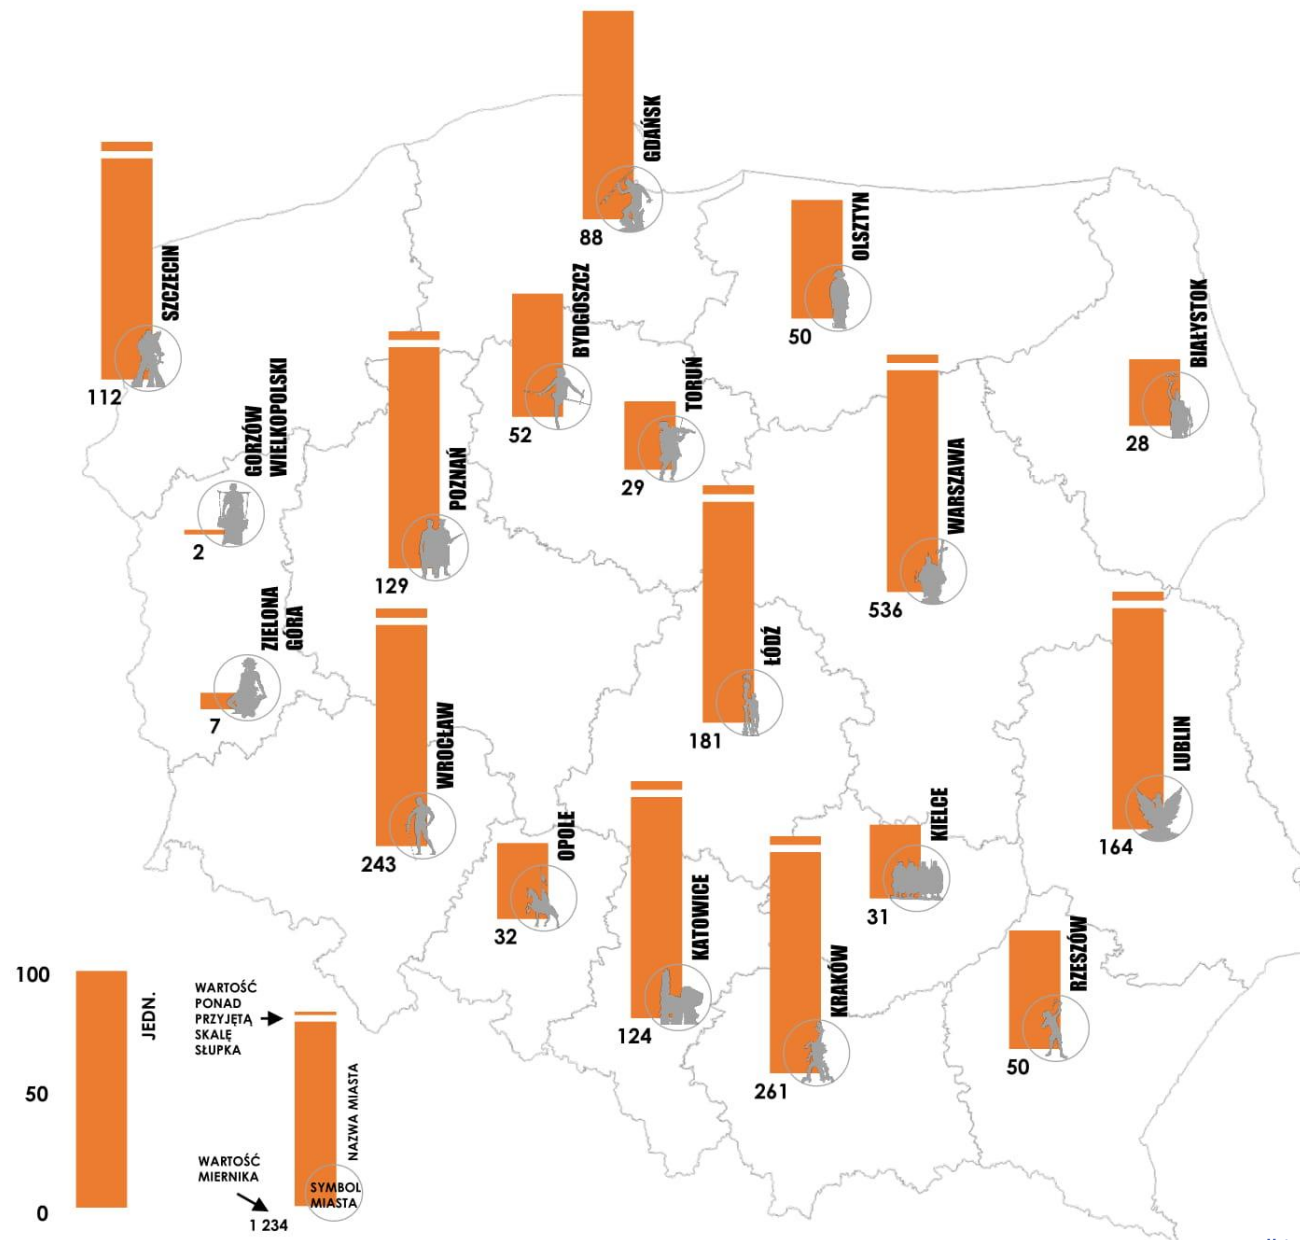 GDAŃSK
88
SZCZECIN
112
OLSZTYN
50
BYDGOSZCZ
52
BIAŁYSTOK
28
GORZÓW
WIELKOPOLSKI
2
POZNAŃ
129
TORUŃ
29
WARSZAWA
536
ZIELONA
GÓRA
7
ŁÓDŹ
181
WROCŁAW
243
LUBLIN
164
OPOLE
32
KATOWICE
124
KIELCE
31
KRAKÓW
261
RZESZÓW
50
100
50
0
JEDN.
WARTOŚĆ
PONAD
PRZYJĘTĄ
SKALĘ
SŁUPKA
NAZWA MIASTA
WARTOŚĆ
MIERNIKA
SYMBOL
MIASTA
1 234